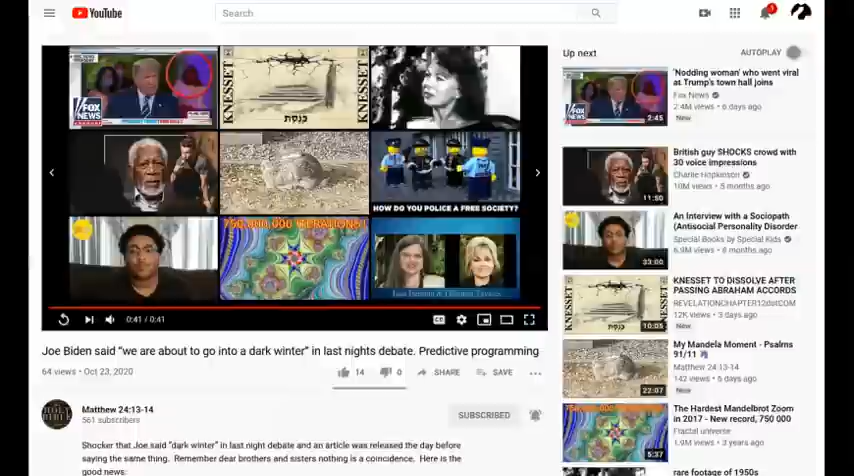 YouTube
Search
1
NBC NEWS
FOX
NEWS
KNESSET
KNESSET
כנסת
HOW DO YOU POLICE A FREE SOCIETY?
750,000,000 ITERATIONS!
0:41 / 0:41
CC
Joe Biden said “we are about to go into a dark winter” in last nights debate. Predictive programming
64 views • Oct 23, 2020
14
0
SHARE
SAVE
HOLY
BIBLE
Matthew 24:13-14
561 subscribers
SUBSCRIBED
Shocker that Joe said “dark winter” in last night debate and an article was released the day before
saying the same thing. Remember dear brothers and sisters nothing is a coincidence. Here is the
good news:
Up next
AUTOPLAY
'Nodding woman' who went viral
at Trump's town hall joins
Fox News
2.4M views • 6 days ago
New
2:45
British guy SHOCKS crowd with
30 voice impressions
Charlie Hopkinson
10M views • 5 months ago
11:50
An Interview with a Sociopath
(Antisocial Personality Disorder
Special Books by Special Kids
6.9M views • 8 months ago
33:00
KNESSET TO DISSOLVE AFTER
PASSING ABRAHAM ACCORDS
REVELATIONCHAPTER12dotCOM
12K views • 3 days ago
New
KNESSET
10:05
My Mandela Moment - Psalms
91/11
Matthew 24:13-14
142 views • 6 days ago
New
22:07
The Hardest Mandelbrot Zoom
in 2017 - New record, 750 000
Fractal universe
1.9M views • 3 years ago
5:37
rare footage of 1950s